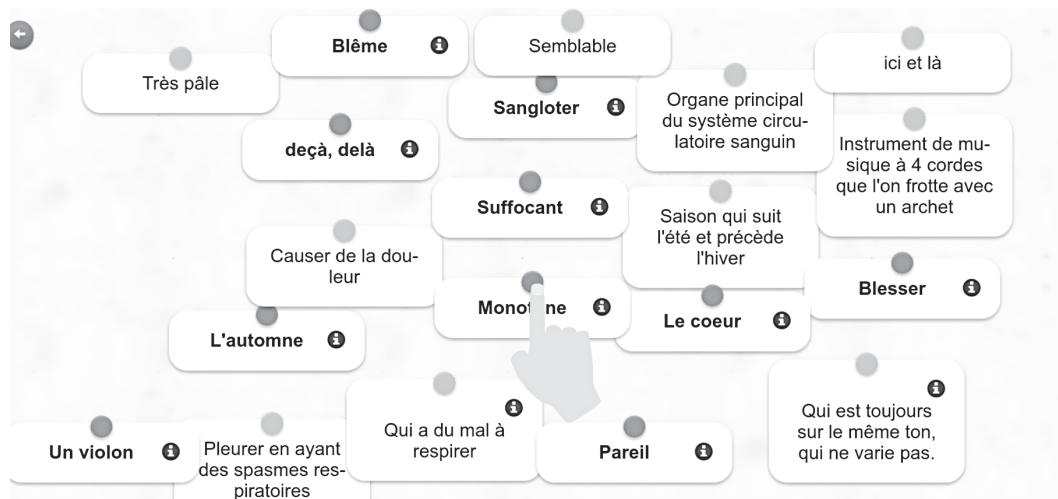 Blême
Semblable
Très pâle
ici et là
Sangloter
Organe principal
du système circu-
latoire sanguin
deçà, delà
Instrument de mu-
sique à 4 cordes
que l'on frotte avec
un archet
Suffocant
Saison qui suit
l'été et précède
l'hiver
Causer de la dou-
leur
Blesser
Monotone
Le coeur
L'automne
Qui a du mal à
respirer
Qui est toujours
sur le même ton,
qui ne varie pas.
Un violon
Pleurer en ayant
des spasmes res-
piratoires
Pareil